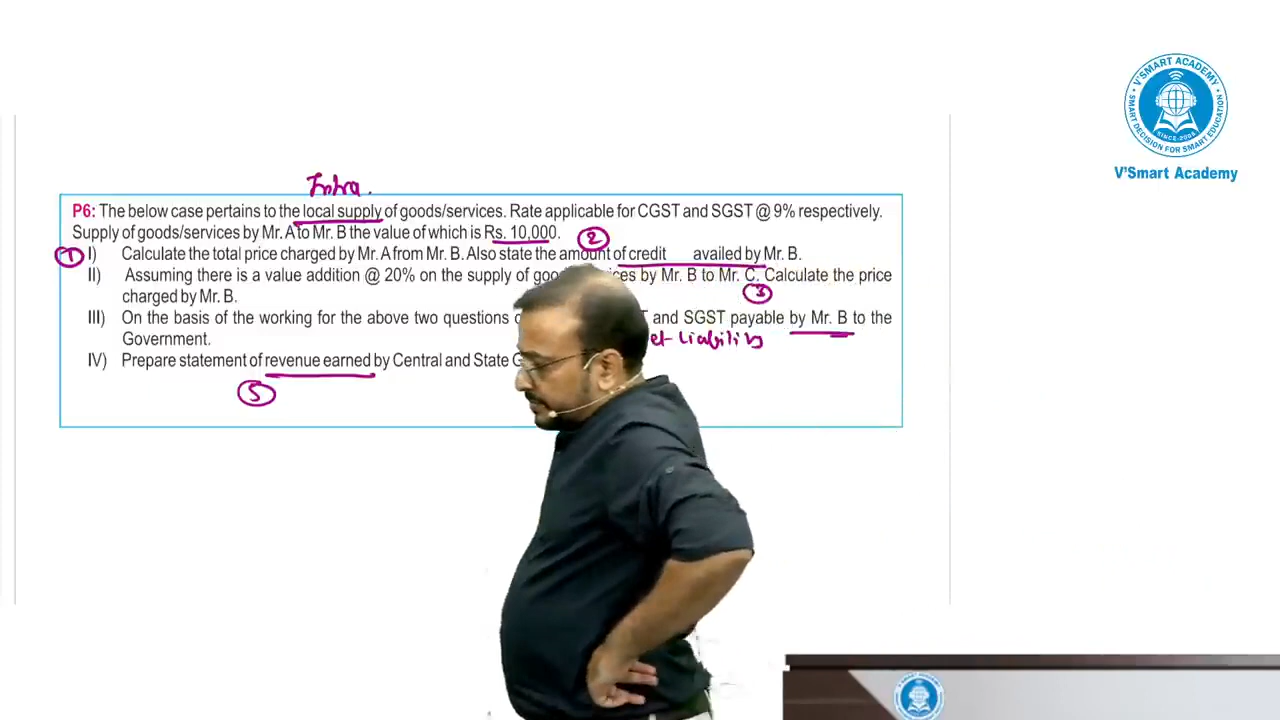 V'SMART ACADEMY
SMART DECISION FOR SMART EDUCATION
SINCE-2006
V'Smart Academy
Intra.
P6: The below case pertains to the local supply of goods/services. Rate applicable for CGST and SGST @ 9% respectively.
Supply of goods/services by Mr. A to Mr. B the value of which is Rs. 10,000.
2
1 I) Calculate the total price charged by Mr. A from Mr. B. Also state the amount of credit availed by Mr. B.
II) Assuming there is a value addition @ 20% on the supply of by Mr. B to Mr. C. Calculate the price
charged by Mr. B.
3
III) On the basis of the working for the above two questions and SGST payable by Mr. B to the
Government.
Liability
IV) Prepare statement of revenue earned by Central and State
5